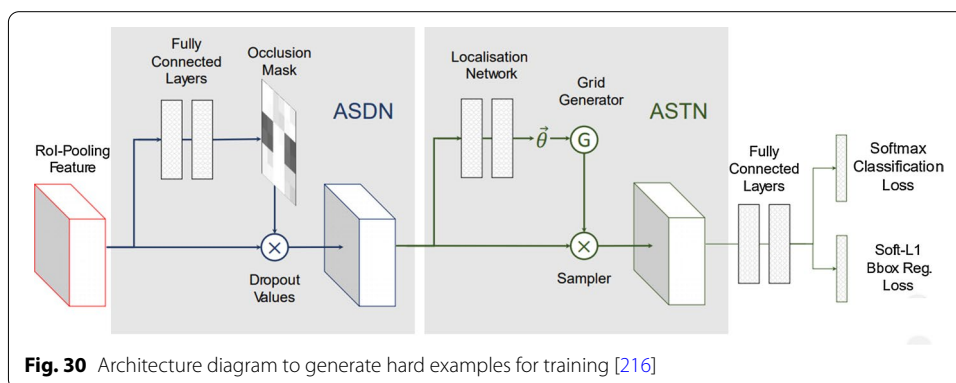 RoI-Pooling
Feature
Fully
Connected
Layers
Occlusion
Mask
ASDN
Dropout
Values
Localisation
Network
θ
Grid
Generator
G
ASTN
Sampler
Fully
Connected
Layers
Softmax
Classification
Loss
Soft-L1
Bbox Reg.
Loss
Fig. 30 Architecture diagram to generate hard examples for training [216]